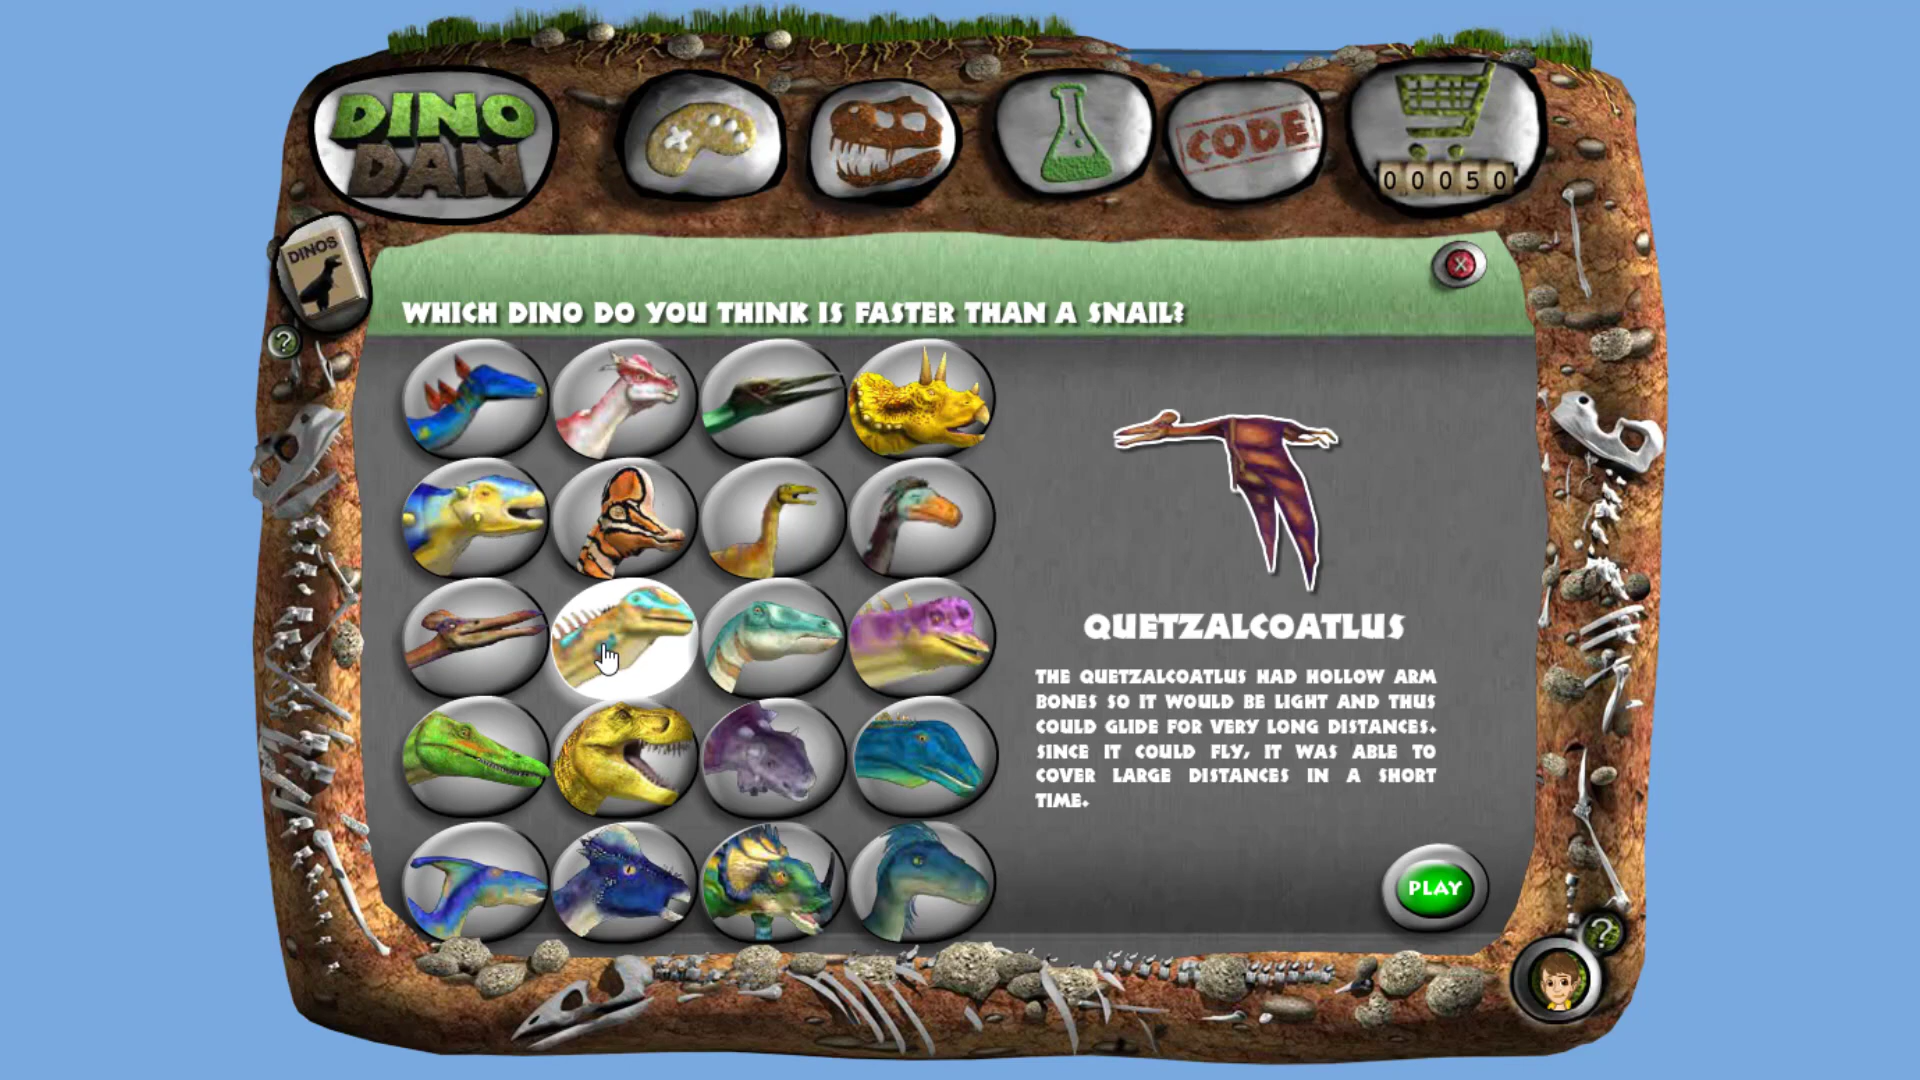 DINO
DAN
CODE
00050
DINOS
X
WHICH DINO DO YOU THINK IS FASTER THAN A SNAIL?
?
QUETZALCOATLUS
THE QUETZALCOATLUS HAD HOLLOW ARM
BONES SO IT WOULD BE LIGHT AND THUS
COULD GLIDE FOR VERY LONG DISTANCES.
SINCE IT COULD FLY, IT WAS ABLE TO
COVER LARGE DISTANCES IN A SHORT
TIME.
PLAY
?